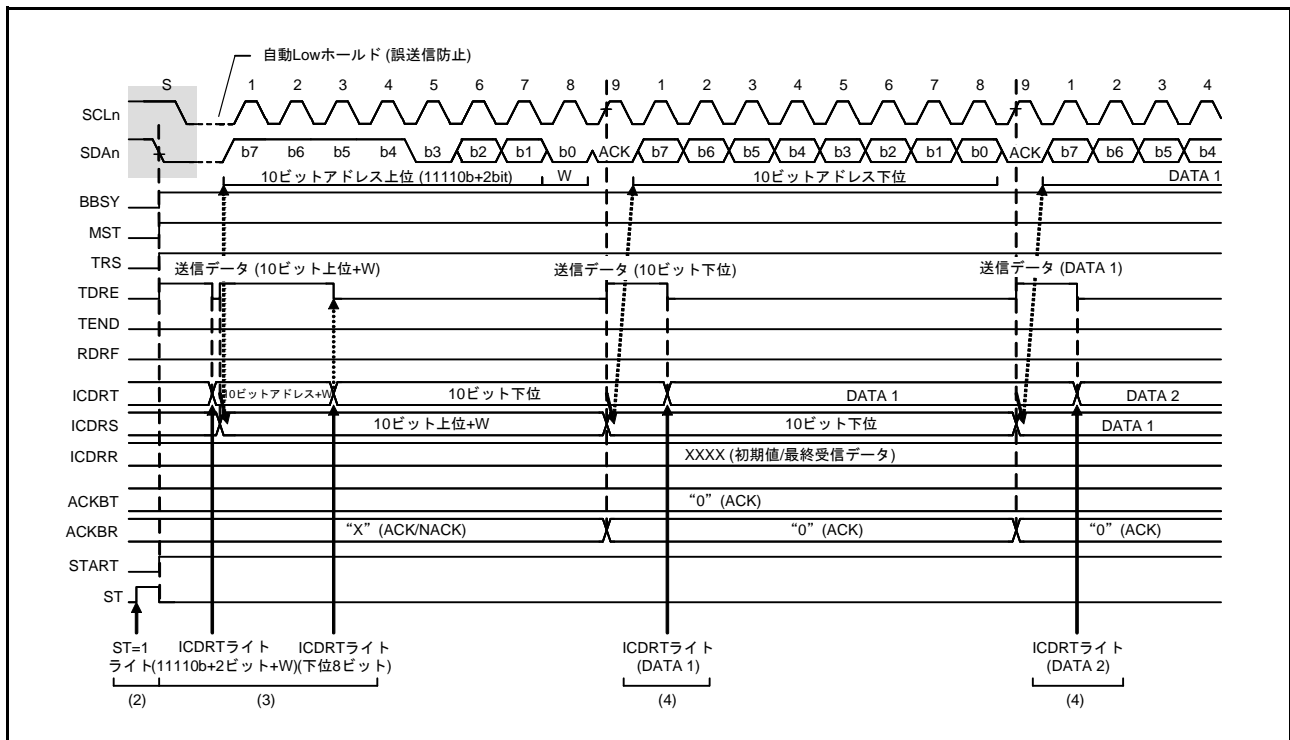 自動Lowホールド (誤送信防止)
S 1 2 3 4 5 6 7 8 9 1 2 3 4 5 6 7 8 9 1 2 3 4
SCLn
SDAn b7 b6 b5 b4 b3 b2 b1 b0 ACK b7 b6 b5 b4 b3 b2 b1 b0 ACK b7 b6 b5 b4
10ビットアドレス上位 (11110b+2bit) W 10ビットアドレス下位 DATA 1
BBSY
MST
TRS
送信データ (10ビット上位+W) 送信データ (10ビット下位) 送信データ (DATA 1)
TDRE
TEND
RDRF
ICDRT 10ビットアドレス+W 10ビット下位 DATA 1 DATA 2
ICDRS 10ビット上位+W 10ビット下位 DATA 1
ICDRR XXXX (初期値/最終受信データ)
ACKBT “0” (ACK)
ACKBR “X” (ACK/NACK) “0” (ACK) “0” (ACK)
START
ST
ST=1 ICDRTライト ICDRTライト ICDRTライト ICDRTライト
ライト (11110b+2ビット+W) (下位8ビット) (DATA 1) (DATA 2)
(2) (3) (4) (4)